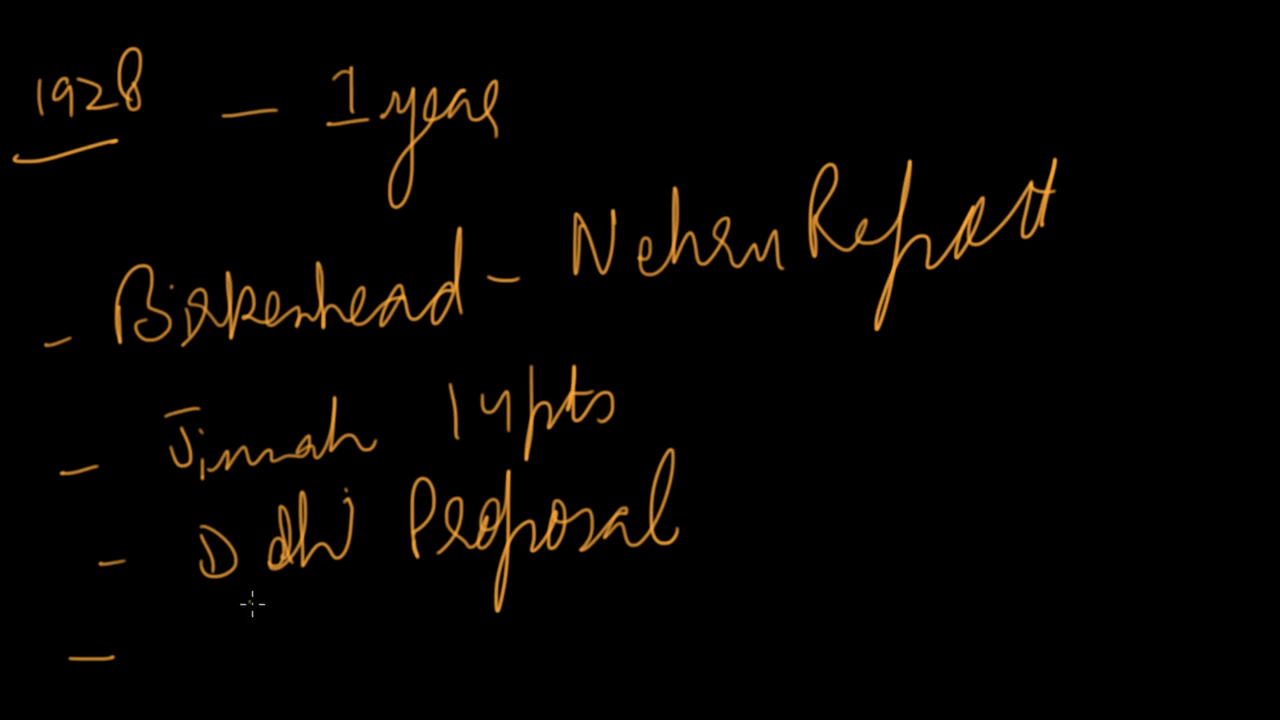 1928 - 1 year
- Birkenhead - Nehru Report
- Jinnah 14 pts
- Delhi Proposal
-